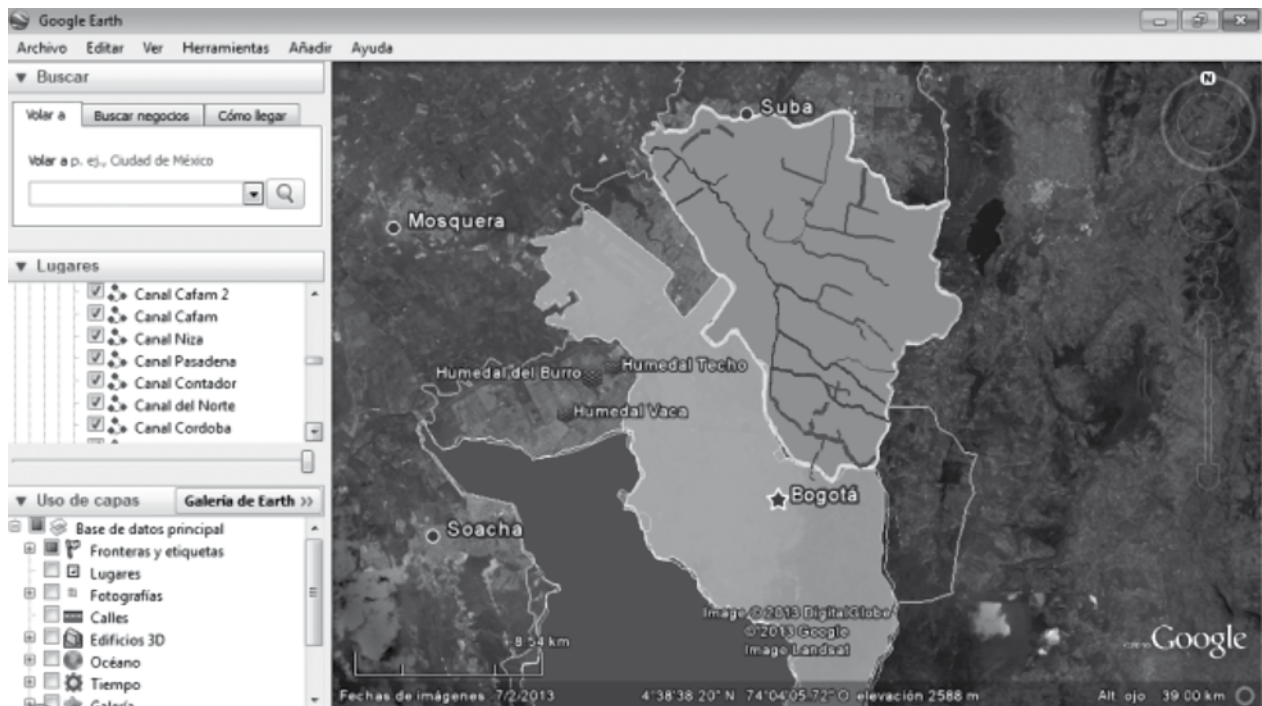 Google Earth
Archivo Editar Ver Herramientas Añadir Ayuda
Buscar
Volar a Buscar negocios Cómo llegar
Volar a p. ej., Ciudad de México
Lugares
Canal Cafam 2
Canal Cafam
Canal Niza
Canal Pasadena
Canal Contador
Canal del Norte
Canal Cordoba
Uso de capas Galería de Earth >>
Base de datos principal
Fronteras y etiquetas
Lugares
Fotografías
Calles
Edificios 3D
Océano
Tiempo
Galería
N
Suba
Mosquera
Humedal Techo
Humedal del Burro
Humedal Vaca
Bogotá
Soacha
Image © 2013 DigitalGlobe
© 2013 Google
Image Landsat
8.54 km
Google
Fechas de imágenes 7/2/2013 4°38'38.20" N 74°04'05.72" O elevación 2588 m Alt. ojo 39.00 km